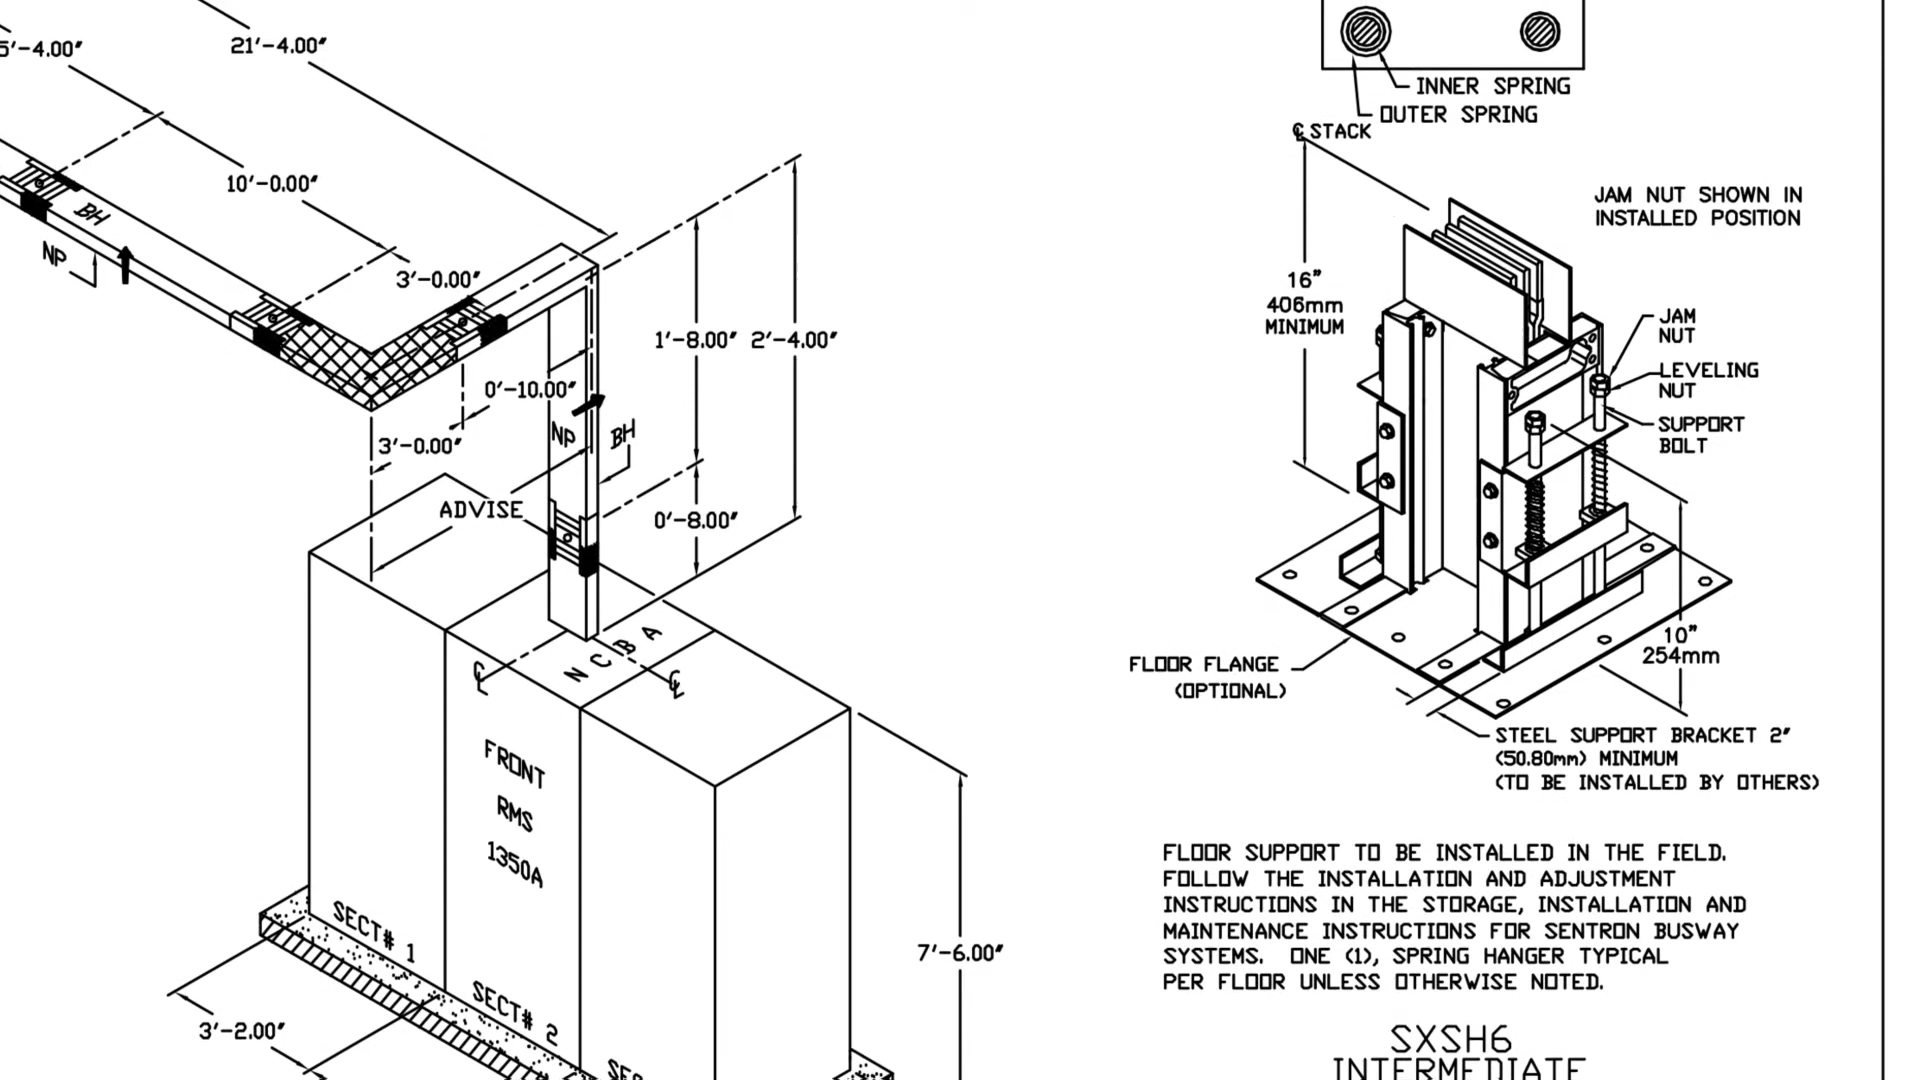 5'-4.00"
21'-4.00"
10'-0.00"
3'-0.00"
BH
NP
1'-8.00"
2'-4.00"
0'-10.00"
3'-0.00"
NP
BH
ADVISE
0'-8.00"
℄
N C B A
℄
FRONT
RMS
1350A
SECT# 1
SECT# 2
3'-2.00"
7'-6.00"
INNER SPRING
OUTER SPRING
℄ STACK
JAM NUT SHOWN IN
INSTALLED POSITION
16"
406mm
MINIMUM
JAM
NUT
LEVELING
NUT
SUPPORT
BOLT
10"
254mm
FLOOR FLANGE
(OPTIONAL)
STEEL SUPPORT BRACKET 2"
(50.80mm) MINIMUM
(TO BE INSTALLED BY OTHERS)
FLOOR SUPPORT TO BE INSTALLED IN THE FIELD.
FOLLOW THE INSTALLATION AND ADJUSTMENT
INSTRUCTIONS IN THE STORAGE, INSTALLATION AND
MAINTENANCE INSTRUCTIONS FOR SENTRON BUSWAY
SYSTEMS. ONE (1), SPRING HANGER TYPICAL
PER FLOOR UNLESS OTHERWISE NOTED.
SXSH6
INTERMEDIATE